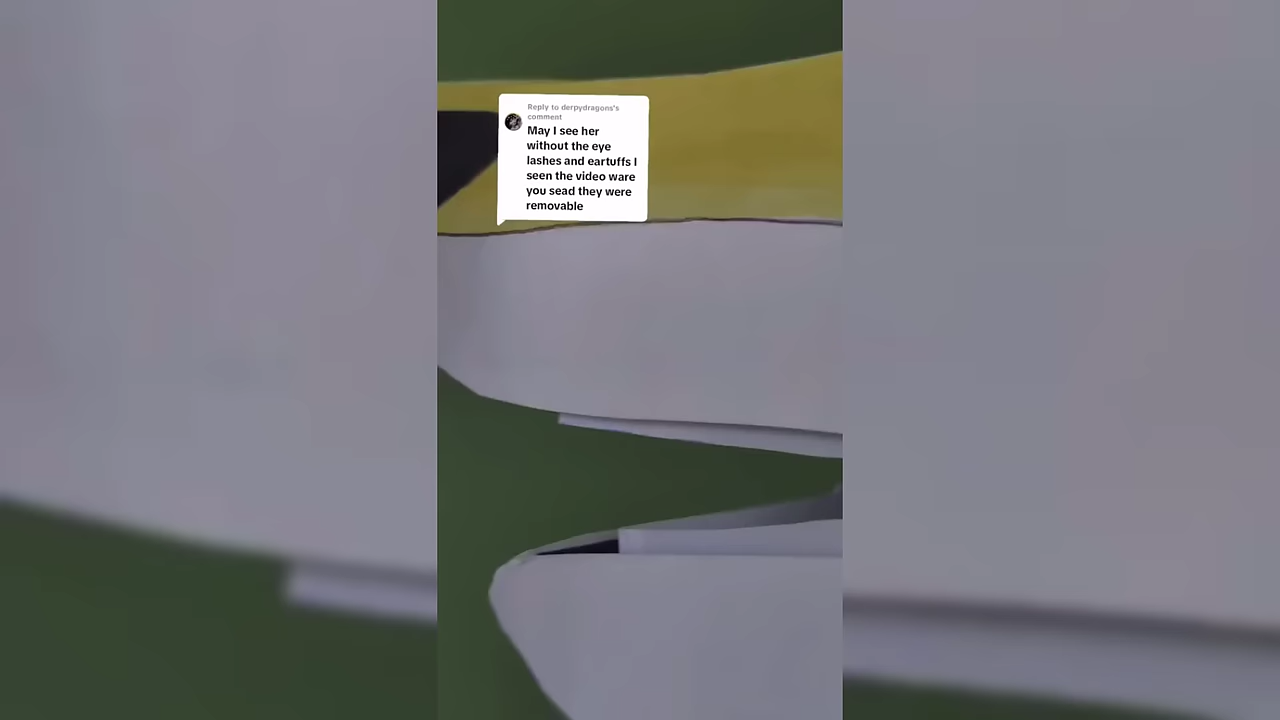 Reply to derpydragons's
comment
May I see her
without the eye
lashes and eartuffs I
seen the video ware
you sead they were
removable